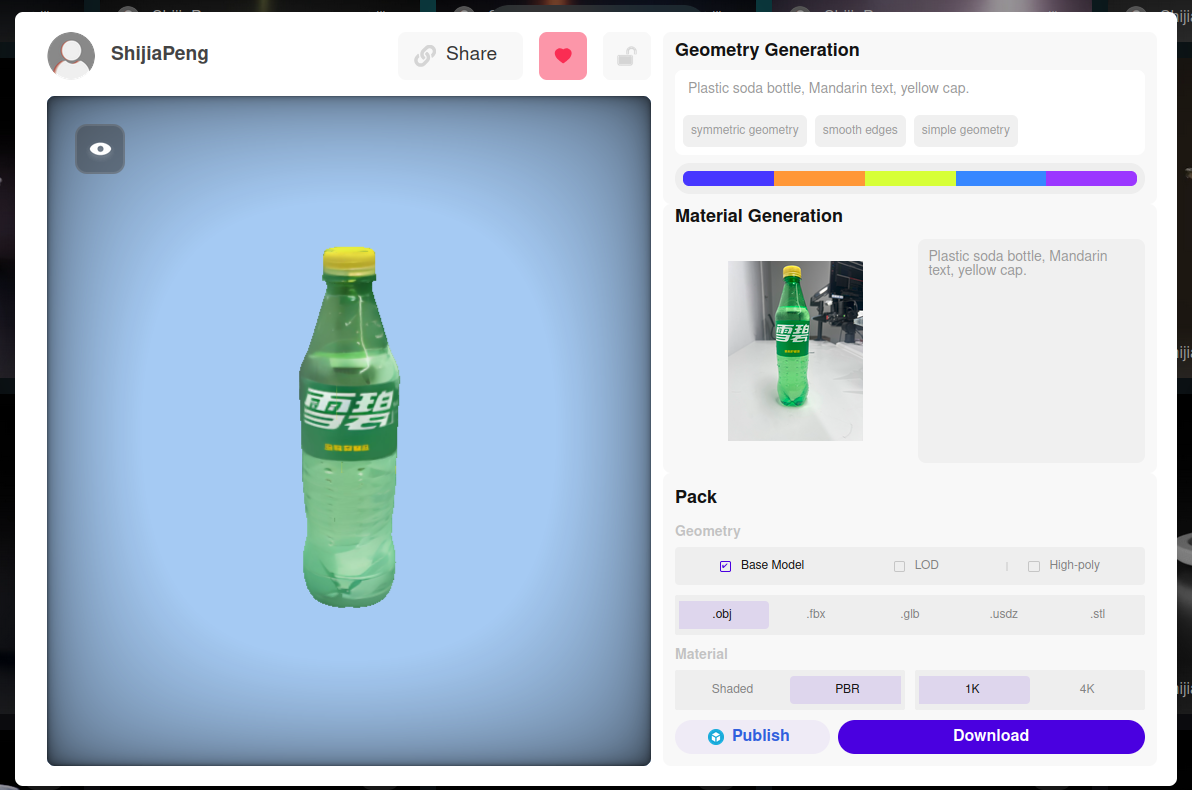 ShijiaPeng
Share
Geometry Generation
Plastic soda bottle, Mandarin text, yellow cap.
symmetric geometry
smooth edges
simple geometry
Material Generation
Plastic soda bottle, Mandarin
text, yellow cap.
雪碧
雪碧
Pack
Geometry
Base Model
LOD
High-poly
.obj
.fbx
.glb
.usdz
.stl
Material
Shaded
PBR
1K
4K
Publish
Download